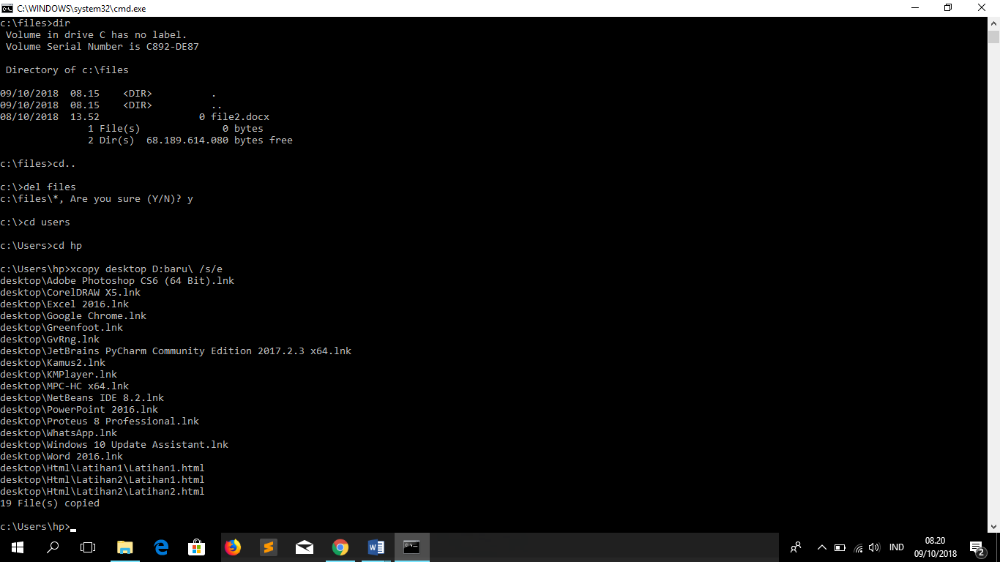 C:\WINDOWS\system32\cmd.exe
c:\files>dir
 Volume in drive C has no label.
 Volume Serial Number is C892-DE87
 Directory of c:\files
09/10/2018  08.15    <DIR>          .
09/10/2018  08.15    <DIR>          ..
08/10/2018  13.52                 0 file2.docx
               1 File(s)              0 bytes
               2 Dir(s)  68.189.614.080 bytes free
c:\files>cd..
c:\>del files
c:\files\*, Are you sure (Y/N)? y
c:\>cd users
c:\Users>cd hp
c:\Users\hp>xcopy desktop D:baru\ /s/e
desktop\Adobe Photoshop CS6 (64 Bit).lnk
desktop\CorelDRAW X5.lnk
desktop\Excel 2016.lnk
desktop\Google Chrome.lnk
desktop\Greenfoot.lnk
desktop\GvRng.lnk
desktop\JetBrains PyCharm Community Edition 2017.2.3 x64.lnk
desktop\Kamus2.lnk
desktop\KMPlayer.lnk
desktop\MPC-HC x64.lnk
desktop\NetBeans IDE 8.2.lnk
desktop\PowerPoint 2016.lnk
desktop\Proteus 8 Professional.lnk
desktop\WhatsApp.lnk
desktop\Windows 10 Update Assistant.lnk
desktop\Word 2016.lnk
desktop\Html\Latihan1\Latihan1.html
desktop\Html\Latihan2\Latihan1.html
desktop\Html\Latihan2\Latihan2.html
19 File(s) copied
c:\Users\hp>
IND
08.20
09/10/2018
2